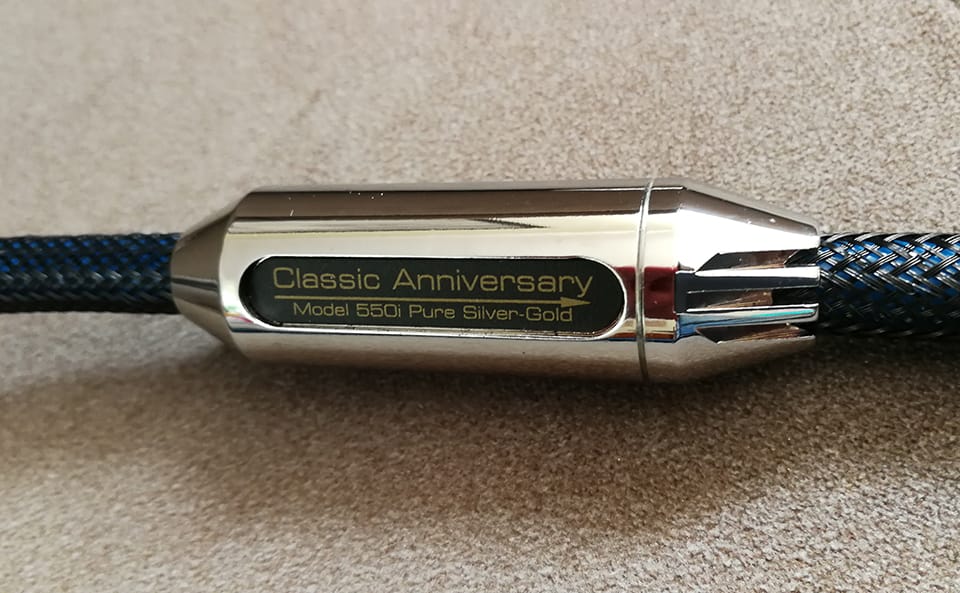 Classic Anniversary
Model 550i Pure Silver-Gold